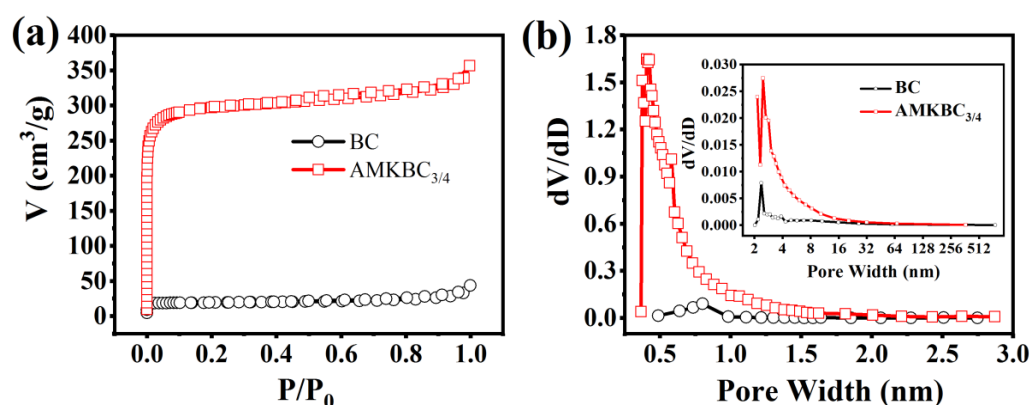 (a)
V (cm³/g)
400
350
300
250
200
150
100
50
0
BC
AMKBC₃/₄
0.0 0.2 0.4 0.6 0.8 1.0
P/P₀
(b)
dV/dD
1.8
1.5
1.2
0.9
0.6
0.3
0.0
0.5 1.0 1.5 2.0 2.5 3.0
Pore Width (nm)
dV/dD
0.030
0.025
0.020
0.015
0.010
0.005
0.000
BC
AMKBC₃/₄
2 4 8 16 32 64 128 256 512
Pore Width (nm)